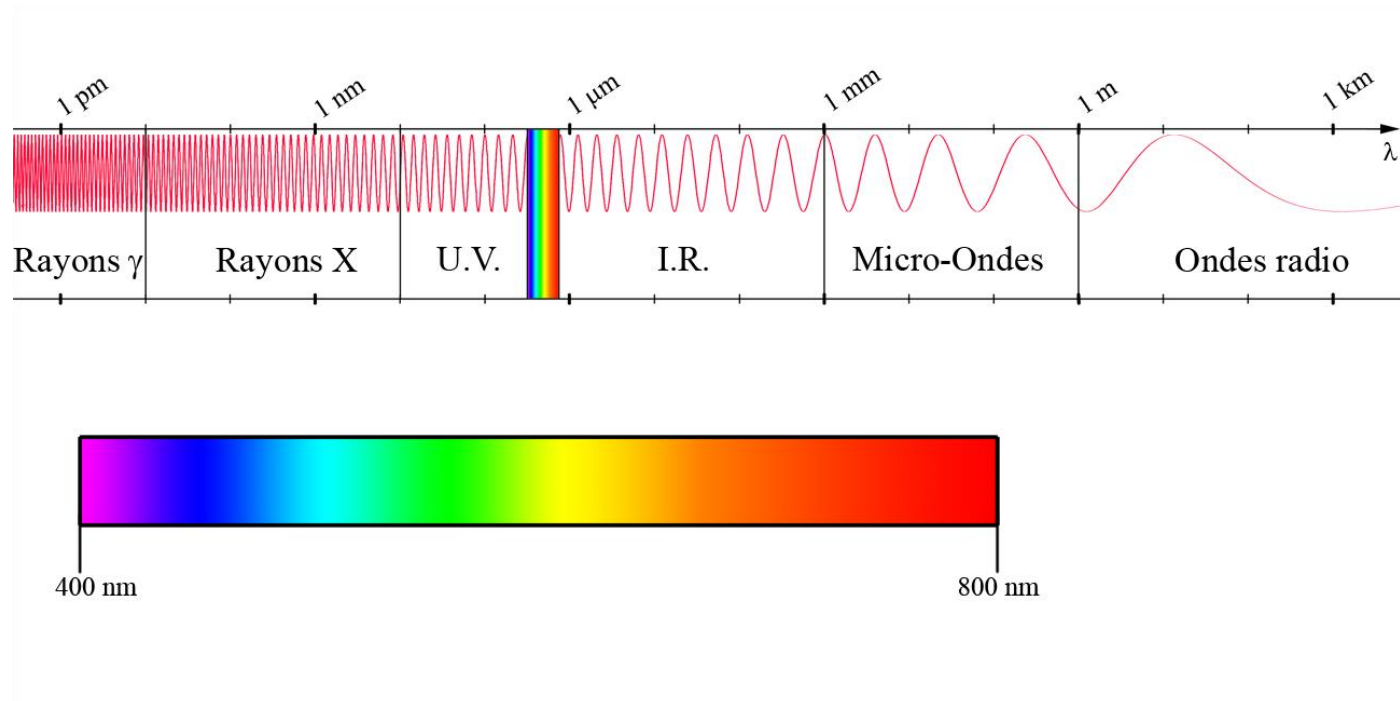 1 pm
1 nm
1 μm
1 mm
1 m
1 km
λ
Rayons γ
Rayons X
U.V.
I.R.
Micro-Ondes
Ondes radio
400 nm
800 nm